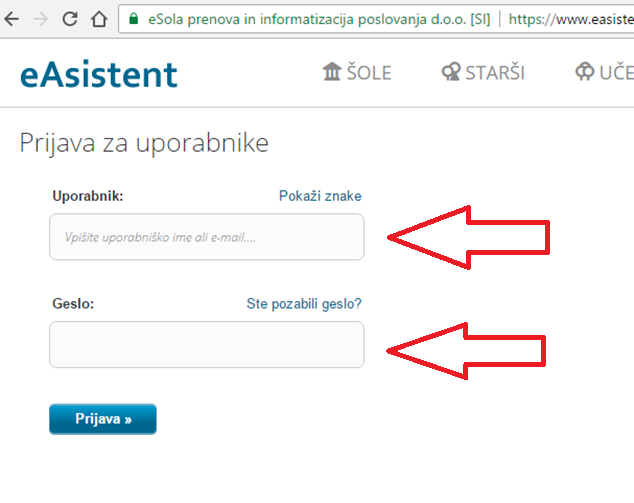 eSola prenova in informatizacija poslovanja d.o.o. [SI] | https://www.easiste
eAsistent
ŠOLE STARŠI UČE
Prijava za uporabnike
Uporabnik: Pokaži znake
Vpišite uporabniško ime ali e-mail....
Geslo: Ste pozabili geslo?
Prijava »